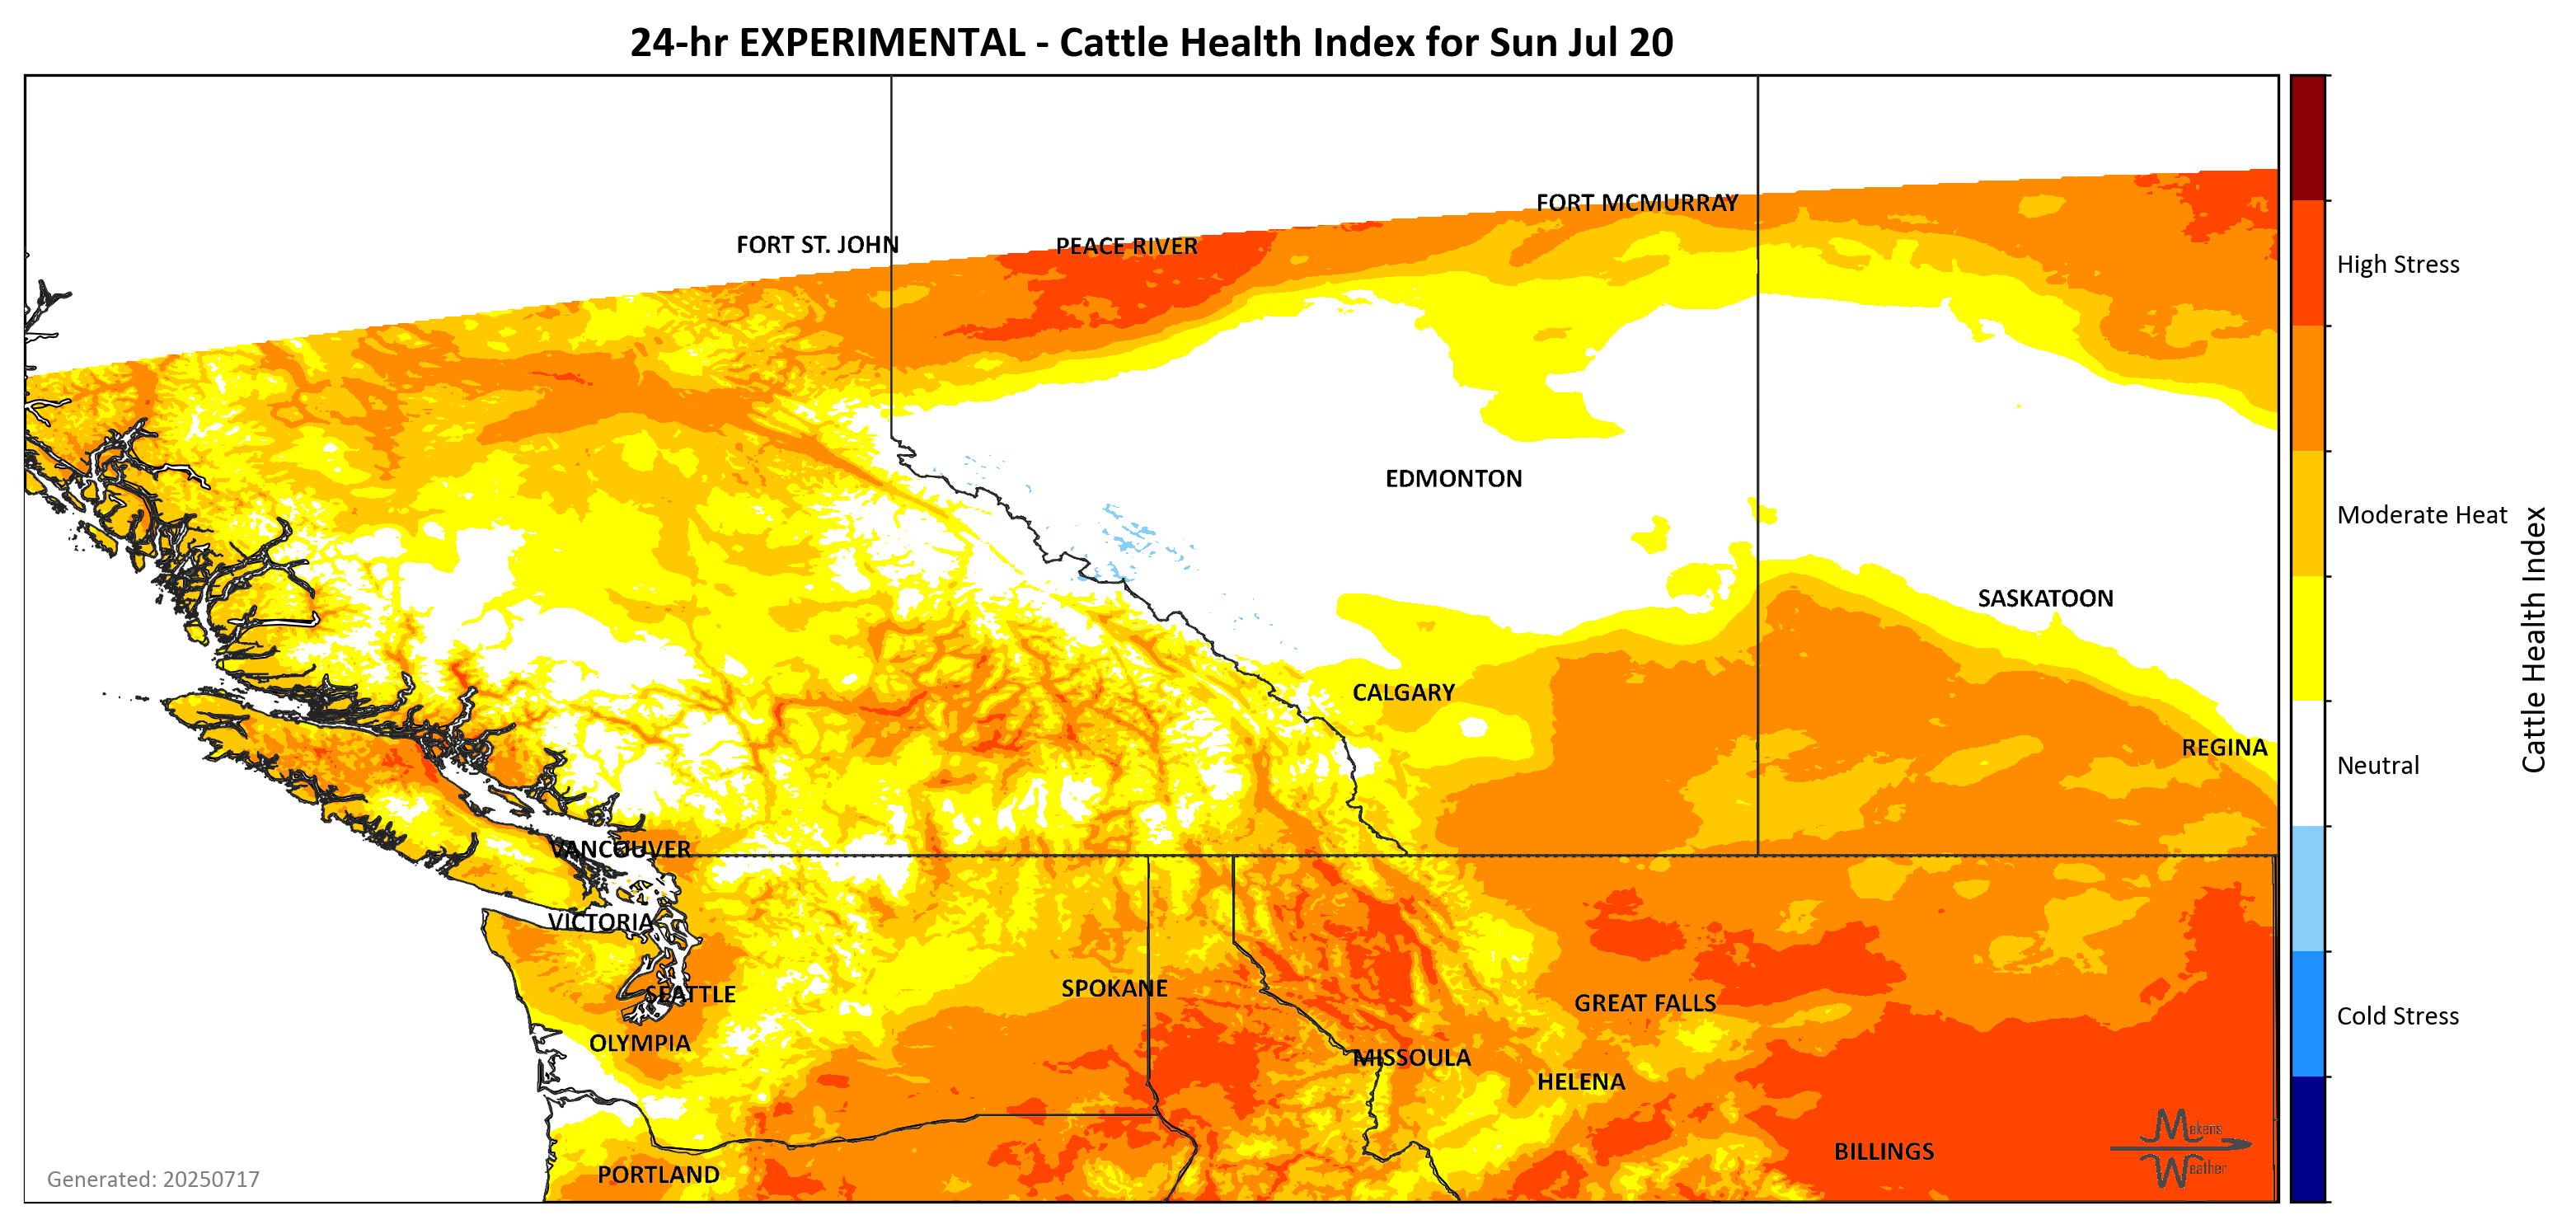 24-hr EXPERIMENTAL - Cattle Health Index for Sun Jul 20
FORT MCMURRAY
FORT ST. JOHN
PEACE RIVER
High Stress
EDMONTON
Moderate Heat
SASKATOON
CALGARY
Cattle Health Index
REGINA
Neutral
VANCOUVER
VICTORIA
SPOKANE
SEATTLE
GREAT FALLS
Cold Stress
OLYMPIA
MISSOULA
HELENA
Makens
Weather
BILLINGS
PORTLAND
Generated: 20250717